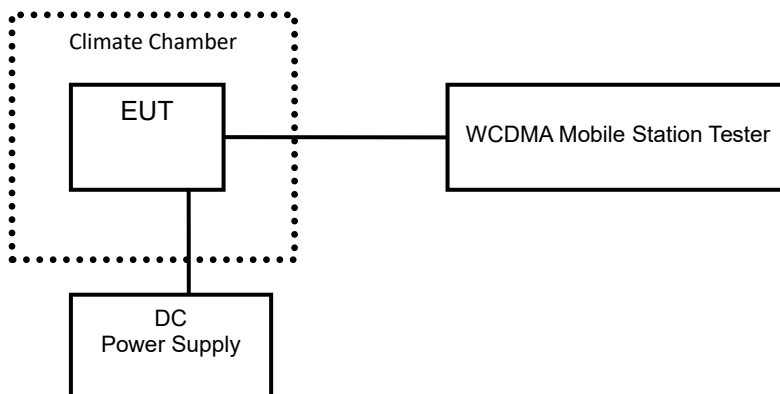 Climate Chamber
EUT
WCDMA Mobile Station Tester
DC
Power Supply